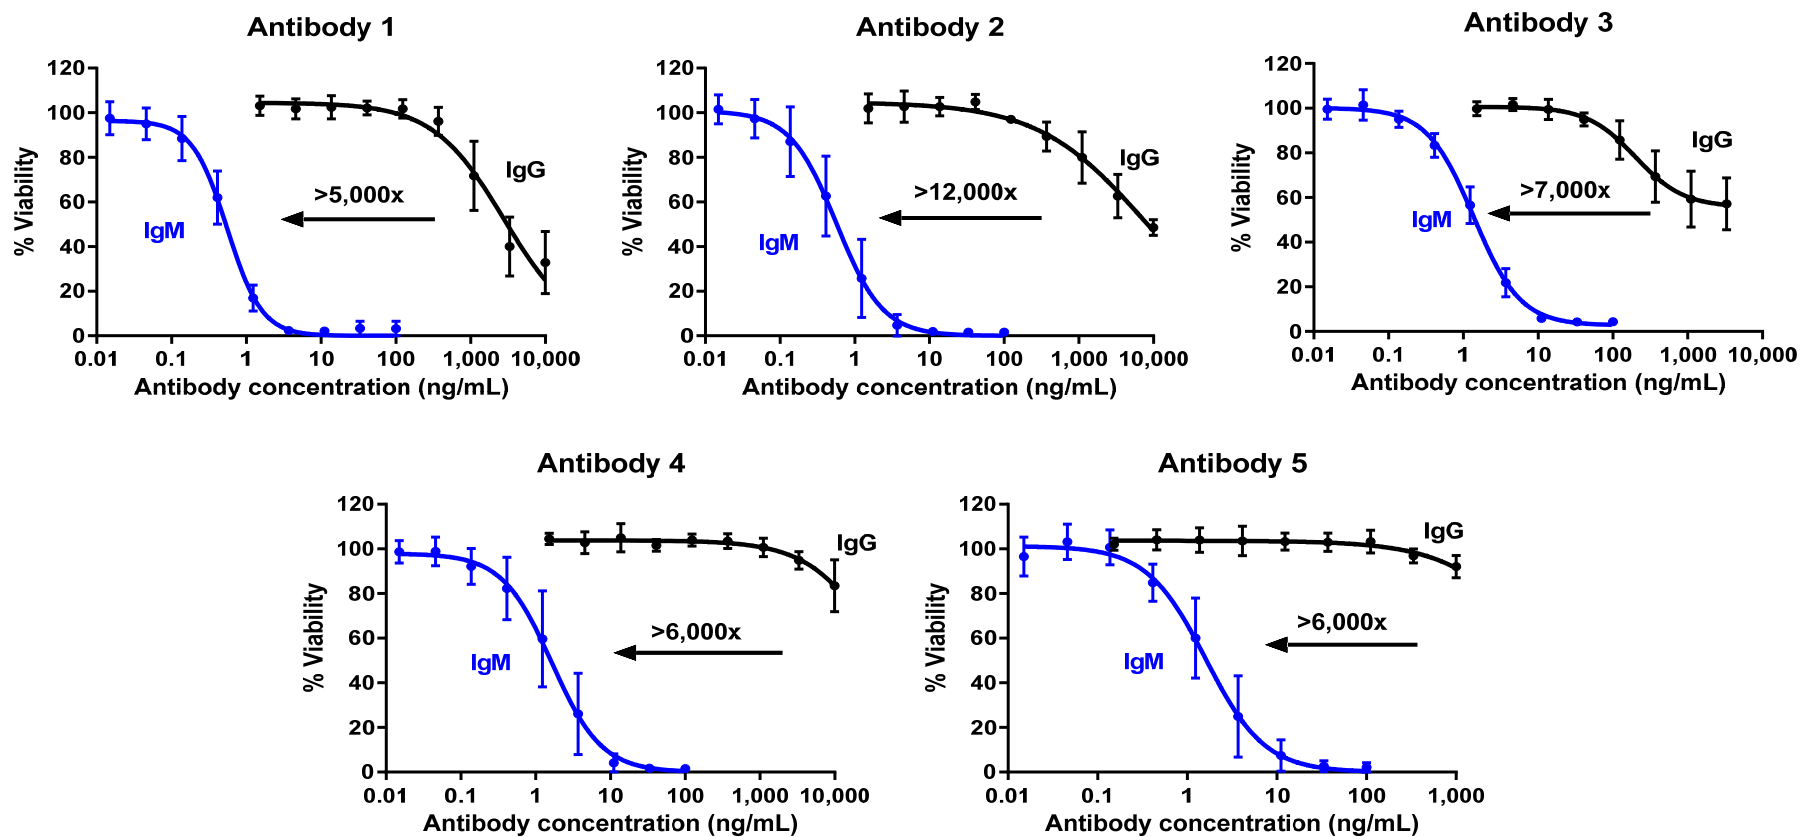 Antibody 1
120
100
80
60
40
20
0
% Viability
IgG
>5,000x
IgM
0.01 0.1 1 10 100 1,000 10,000
Antibody concentration (ng/mL)
Antibody 2
120
100
80
60
40
20
0
% Viability
IgG
>12,000x
IgM
0.01 0.1 1 10 100 1,000 10,000
Antibody concentration (ng/mL)
Antibody 3
120
100
80
60
40
20
0
% Viability
IgG
>7,000x
IgM
0.01 0.1 1 10 100 1,000 10,000
Antibody concentration (ng/mL)
Antibody 4
120
100
80
60
40
20
0
% Viability
IgG
>6,000x
IgM
0.01 0.1 1 10 100 1,000 10,000
Antibody concentration (ng/mL)
Antibody 5
120
100
80
60
40
20
0
% Viability
IgG
>6,000x
IgM
0.01 0.1 1 10 100 1,000
Antibody concentration (ng/mL)